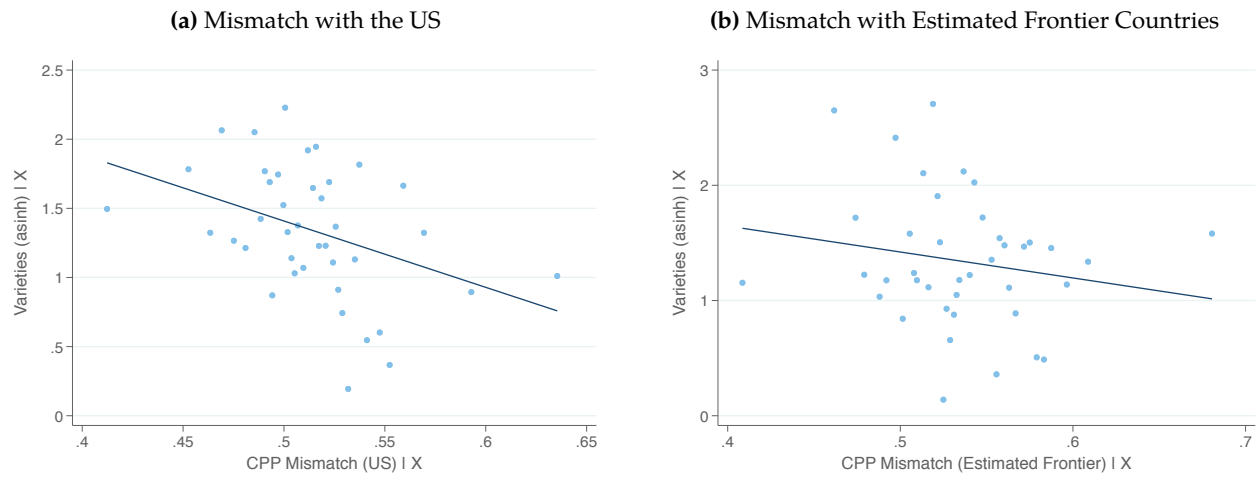 (a) Mismatch with the US
2.5
2
1.5
1
.5
0
Varieties (asinh) | X
.4 .45 .5 .55 .6 .65
CPP Mismatch (US) | X
(b) Mismatch with Estimated Frontier Countries
3
2
1
0
Varieties (asinh) | X
.4 .5 .6 .7
CPP Mismatch (Estimated Frontier) | X